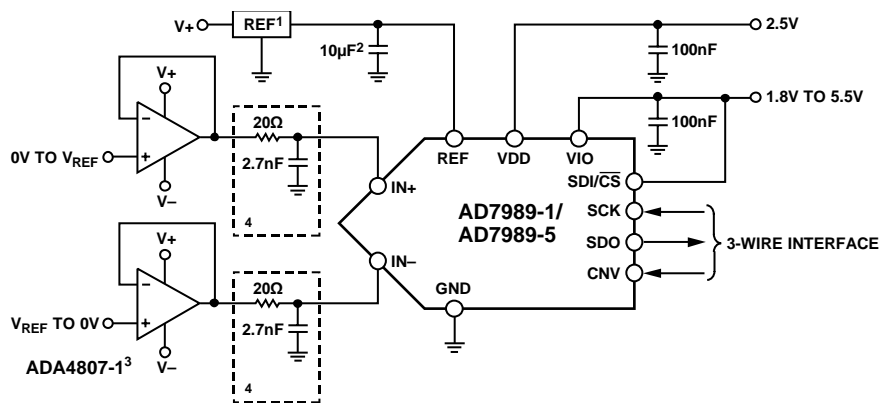 V+
REF1
10µF2
100nF
2.5V
100nF
1.8V TO 5.5V
V+
–
+
0V TO VREF
V–
20Ω
2.7nF
4
REF
VDD
VIO
SDI/C̅S̅
IN+
AD7989-1/
AD7989-5
SCK
SDO
CNV
3-WIRE INTERFACE
IN–
GND
V+
–
+
VREF TO 0V
V–
ADA4807-13
20Ω
2.7nF
4